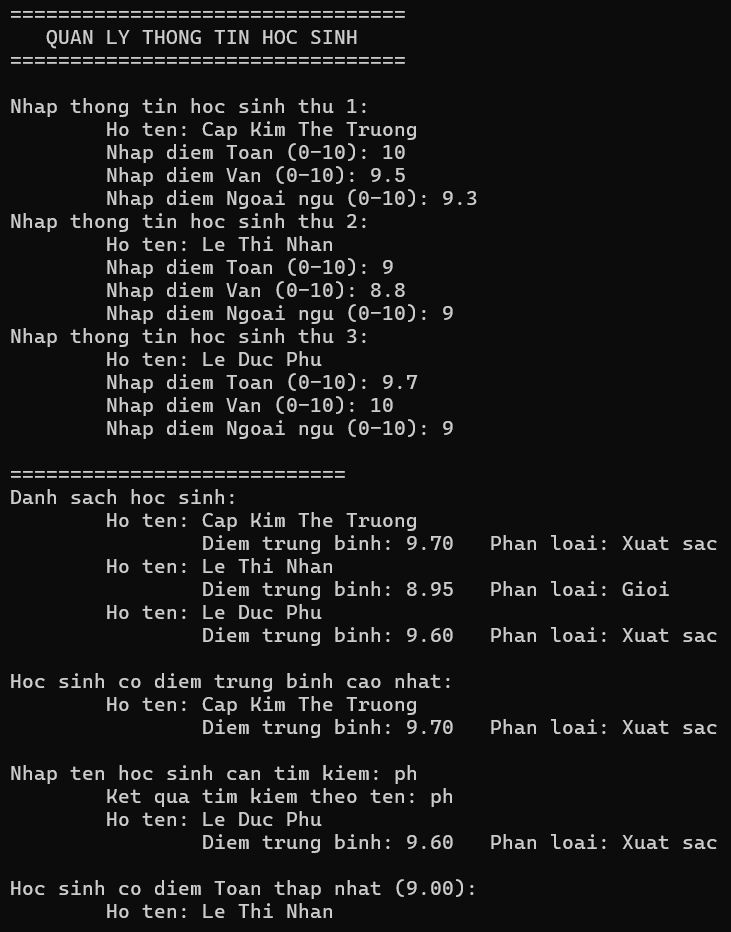 =================================
QUAN LY THONG TIN HOC SINH
=================================
Nhap thong tin hoc sinh thu 1:
Ho ten: Cap Kim The Truong
Nhap diem Toan (0-10): 10
Nhap diem Van (0-10): 9.5
Nhap diem Ngoai ngu (0-10): 9.3
Nhap thong tin hoc sinh thu 2:
Ho ten: Le Thi Nhan
Nhap diem Toan (0-10): 9
Nhap diem Van (0-10): 8.8
Nhap diem Ngoai ngu (0-10): 9
Nhap thong tin hoc sinh thu 3:
Ho ten: Le Duc Phu
Nhap diem Toan (0-10): 9.7
Nhap diem Van (0-10): 10
Nhap diem Ngoai ngu (0-10): 9
============================
Danh sach hoc sinh:
Ho ten: Cap Kim The Truong
Diem trung binh: 9.70   Phan loai: Xuat sac
Ho ten: Le Thi Nhan
Diem trung binh: 8.95   Phan loai: Gioi
Ho ten: Le Duc Phu
Diem trung binh: 9.60   Phan loai: Xuat sac
Hoc sinh co diem trung binh cao nhat:
Ho ten: Cap Kim The Truong
Diem trung binh: 9.70   Phan loai: Xuat sac
Nhap ten hoc sinh can tim kiem: ph
Ket qua tim kiem theo ten: ph
Ho ten: Le Duc Phu
Diem trung binh: 9.60   Phan loai: Xuat sac
Hoc sinh co diem Toan thap nhat (9.00):
Ho ten: Le Thi Nhan